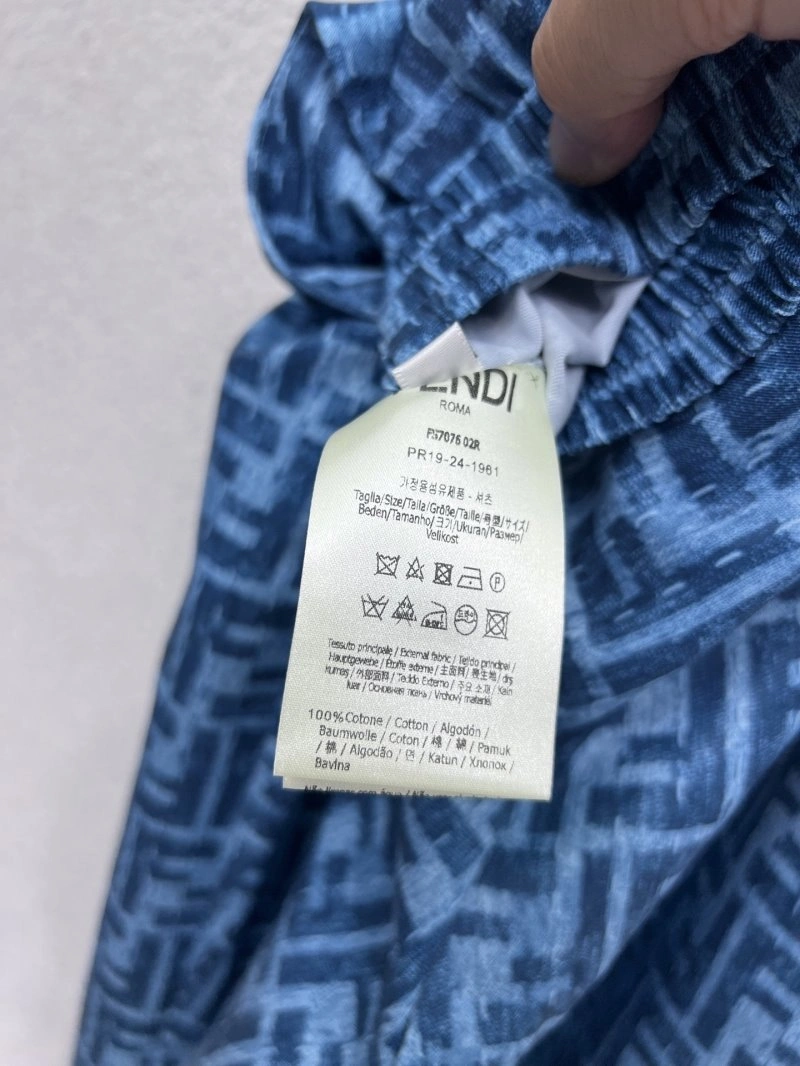 ENDI
ROMA
PR19-24-1961
가정용섬유제품 - 셔츠
Taglia/Size/Talla/Größe/Taille/号型/サイズ/
Beden/Tamanho/크기/Ukuran/Размер/
Velikost
P
Tessuto principale / External fabric / Tejido principal /
Hauptgewebe / Étoffe externe / 主面料 / 表生地 / dış
kumaş / 外部面料 / Tecido Externo / 주요 소재 / Kain
luar / Основная ткань / Vrchový materiál
100%Cotone / Cotton / Algodón /
Baumwolle / Coton / 棉 / 綿 / Pamuk
/ 棉 / Algodão / 면 / Katun / Хлопок /
Bavlna